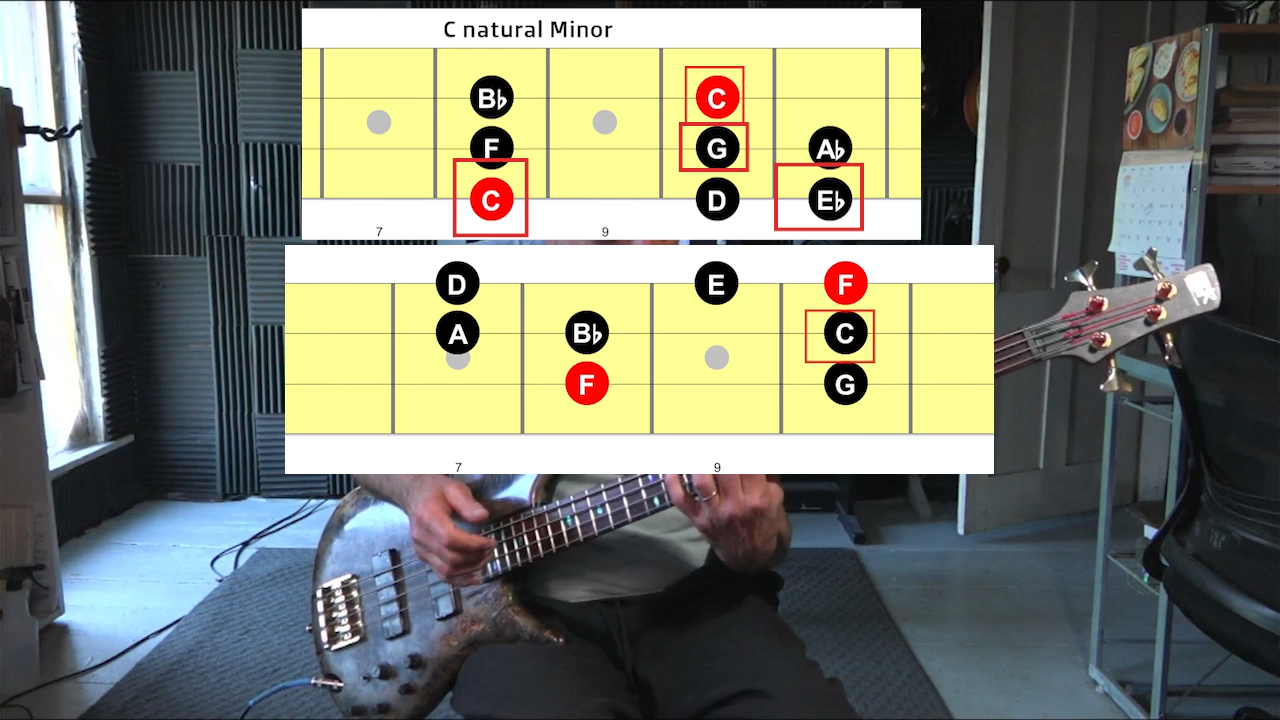 C natural Minor
B♭ C
F G A♭
C D E♭
7 9
D E F
A B♭ C
F G
7 9